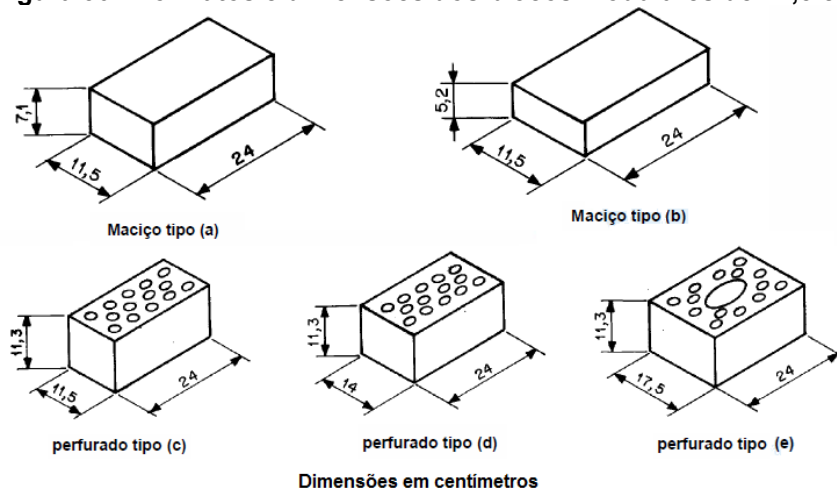 7,1
11,5
24
Maciço tipo (a)
5,2
11,5
24
Maciço tipo (b)
11,3
11,5
24
perfurado tipo (c)
11,3
14
24
perfurado tipo (d)
11,3
17,5
24
perfurado tipo (e)
Dimensões em centímetros